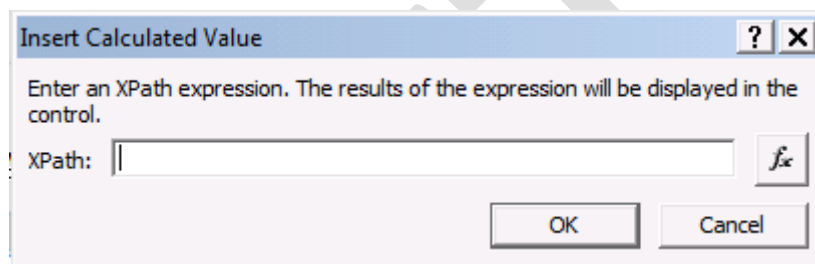 Insert Calculated Value ? X
Enter an XPath expression. The results of the expression will be displayed in the
control.
XPath: fx
OK Cancel